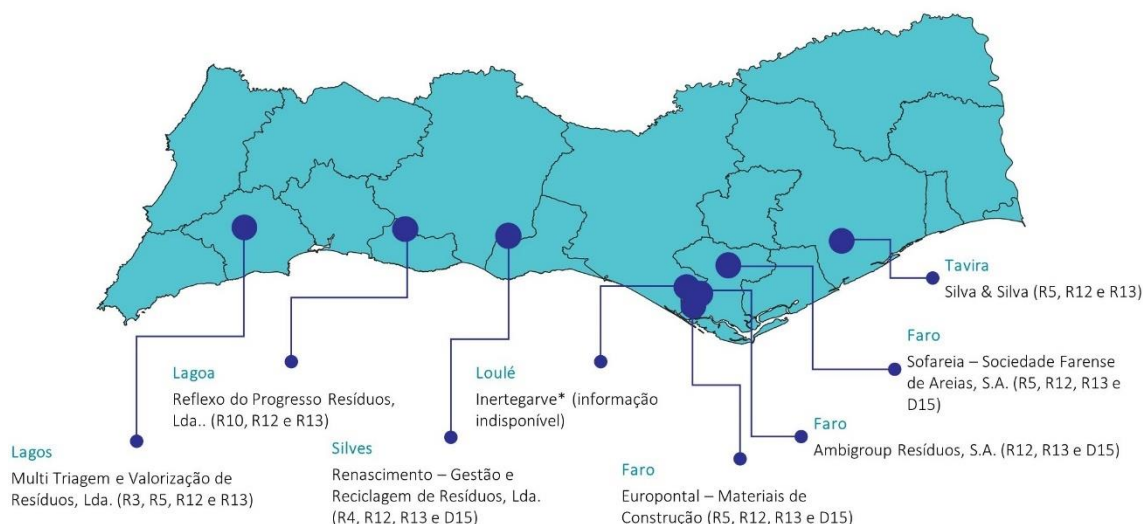 Tavira
Silva & Silva (R5, R12 e R13)
Faro
Sofareia – Sociedade Farense
de Areias, S.A. (R5, R12, R13 e
D15)
Faro
Ambigroup Resíduos, S.A. (R12, R13 e D15)
Lagoa
Reflexo do Progresso Resíduos,
Lda.. (R10, R12 e R13)
Loulé
Inertegarve* (informação
indisponível)
Lagos
Multi Triagem e Valorização de
Resíduos, Lda. (R3, R5, R12 e R13)
Silves
Renascimento – Gestão e
Reciclagem de Resíduos, Lda.
(R4, R12, R13 e D15)
Faro
Europontal – Materiais de
Construção (R5, R12, R13 e D15)